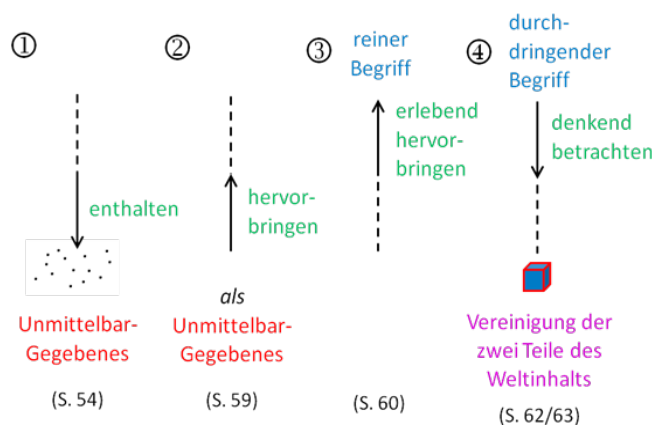 ①
enthalten
Unmittelbar-
Gegebenes
(S. 54)
②
hervor-
bringen
als
Unmittelbar-
Gegebenes
(S. 59)
③
reiner
Begriff
erlebend
hervor-
bringen
(S. 60)
④
durch-
dringender
Begriff
denkend
betrachten
Vereinigung der
zwei Teile des
Weltinhalts
(S. 62/63)